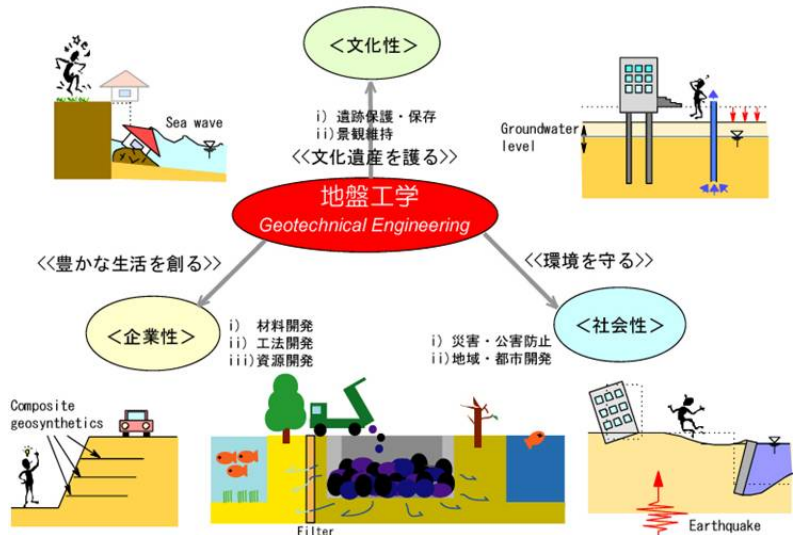 <文化性>
Sea wave
i) 遺跡保護・保存
ii)景観維持
<<文化遺産を護る>>
Groundwater
level
地盤工学
Geotechnical Engineering
<<豊かな生活を創る>>
<<環境を守る>>
<企業性>
i) 材料開発
ii)工法開発
iii)資源開発
<社会性>
i) 災害・公害防止
ii)地域・都市開発
Composite
geosynthetics
Filter
Earthquake